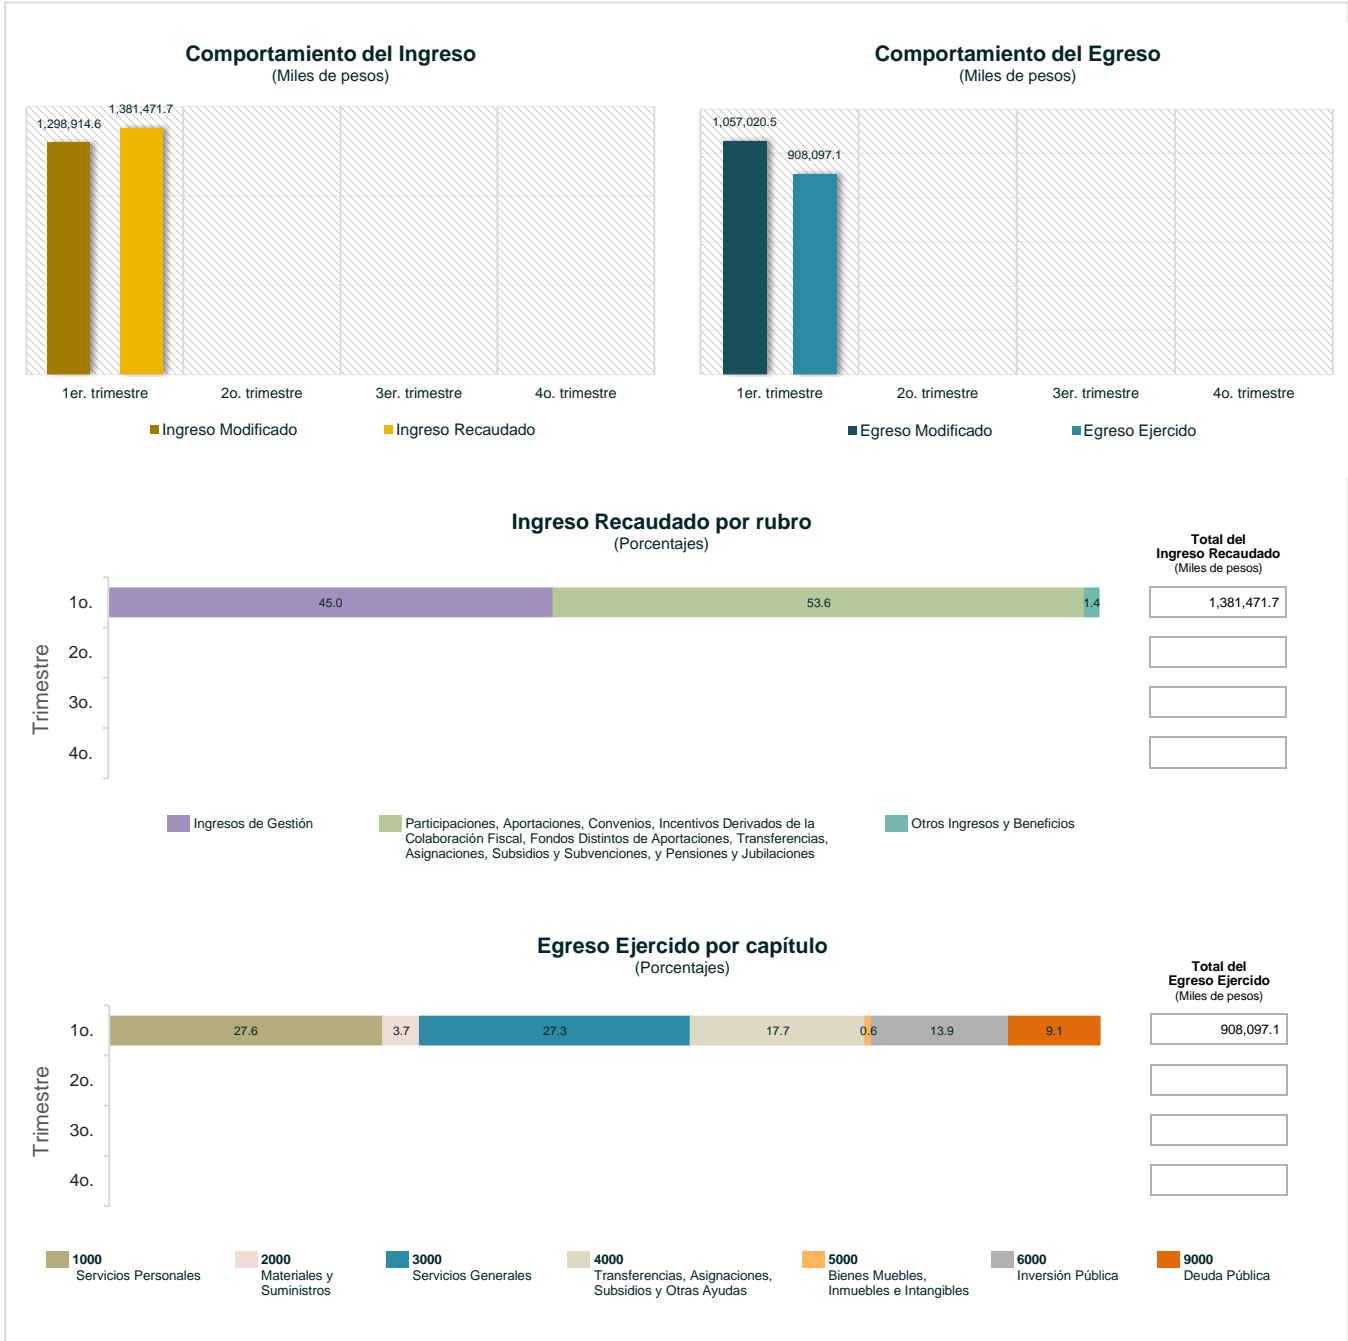 Comportamiento del Ingreso
(Miles de pesos)
1,298,914.6
1,381,471.7
1er. trimestre
2o. trimestre
3er. trimestre
4o. trimestre
Ingreso Modificado
Ingreso Recaudado
Comportamiento del Egreso
(Miles de pesos)
1,057,020.5
908,097.1
1er. trimestre
2o. trimestre
3er. trimestre
4o. trimestre
Egreso Modificado
Egreso Ejercido
Ingreso Recaudado por rubro
(Porcentajes)
Total del
Ingreso Recaudado
(Miles de pesos)
Trimestre
1o.
45.0
53.6
1.4
1,381,471.7
2o.
3o.
4o.
Ingresos de Gestión
Participaciones, Aportaciones, Convenios, Incentivos Derivados de la
Colaboración Fiscal, Fondos Distintos de Aportaciones, Transferencias,
Asignaciones, Subsidios y Subvenciones, y Pensiones y Jubilaciones
Otros Ingresos y Beneficios
Egreso Ejercido por capítulo
(Porcentajes)
Total del
Egreso Ejercido
(Miles de pesos)
Trimestre
1o.
27.6
3.7
27.3
17.7
0.6
13.9
9.1
908,097.1
2o.
3o.
4o.
1000
Servicios Personales
2000
Materiales y
Suministros
3000
Servicios Generales
4000
Transferencias, Asignaciones,
Subsidios y Otras Ayudas
5000
Bienes Muebles,
Inmuebles e Intangibles
6000
Inversión Pública
9000
Deuda Pública